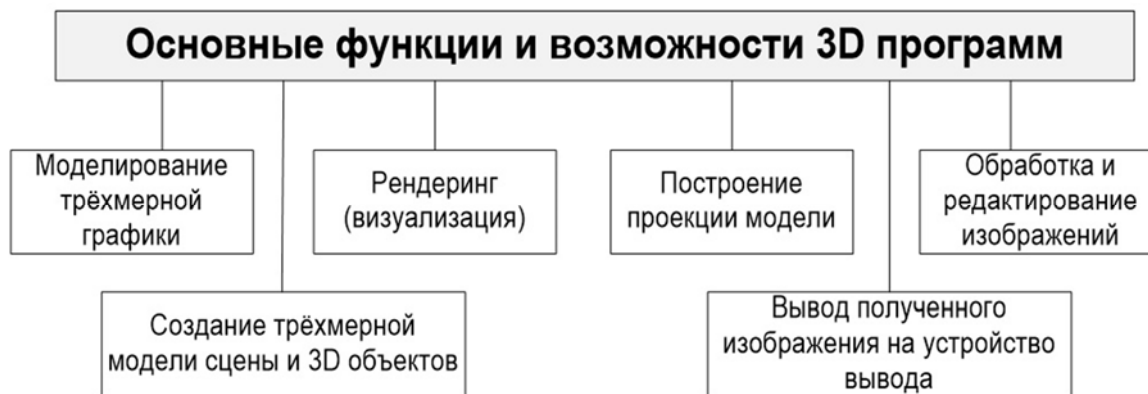 Основные функции и возможности 3D программ
Моделирование
трёхмерной
графики
Рендеринг
(визуализация)
Построение
проекции модели
Обработка и
редактирование
изображений
Создание трёхмерной
модели сцены и 3D объектов
Вывод полученного
изображения на устройство
вывода